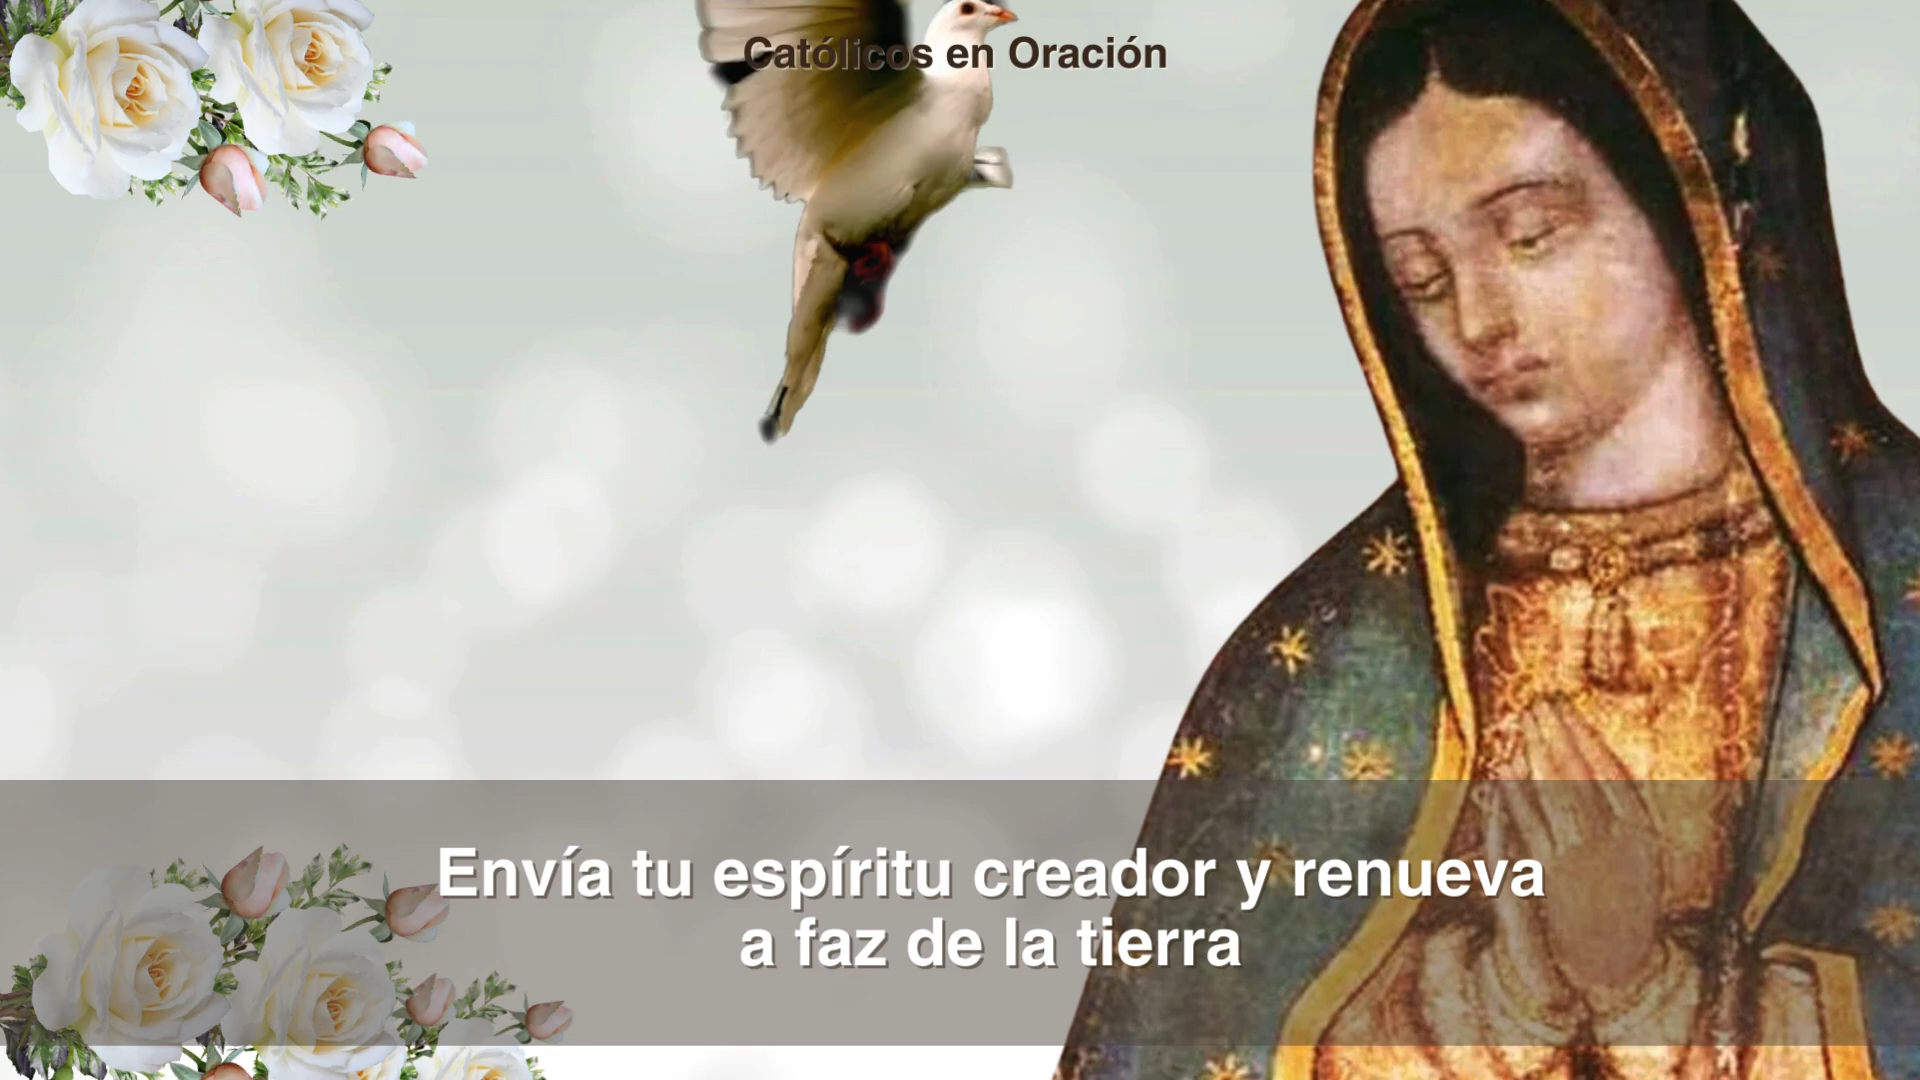 Católicos en Oración
Envía tu espíritu creador y renueva
a faz de la tierra